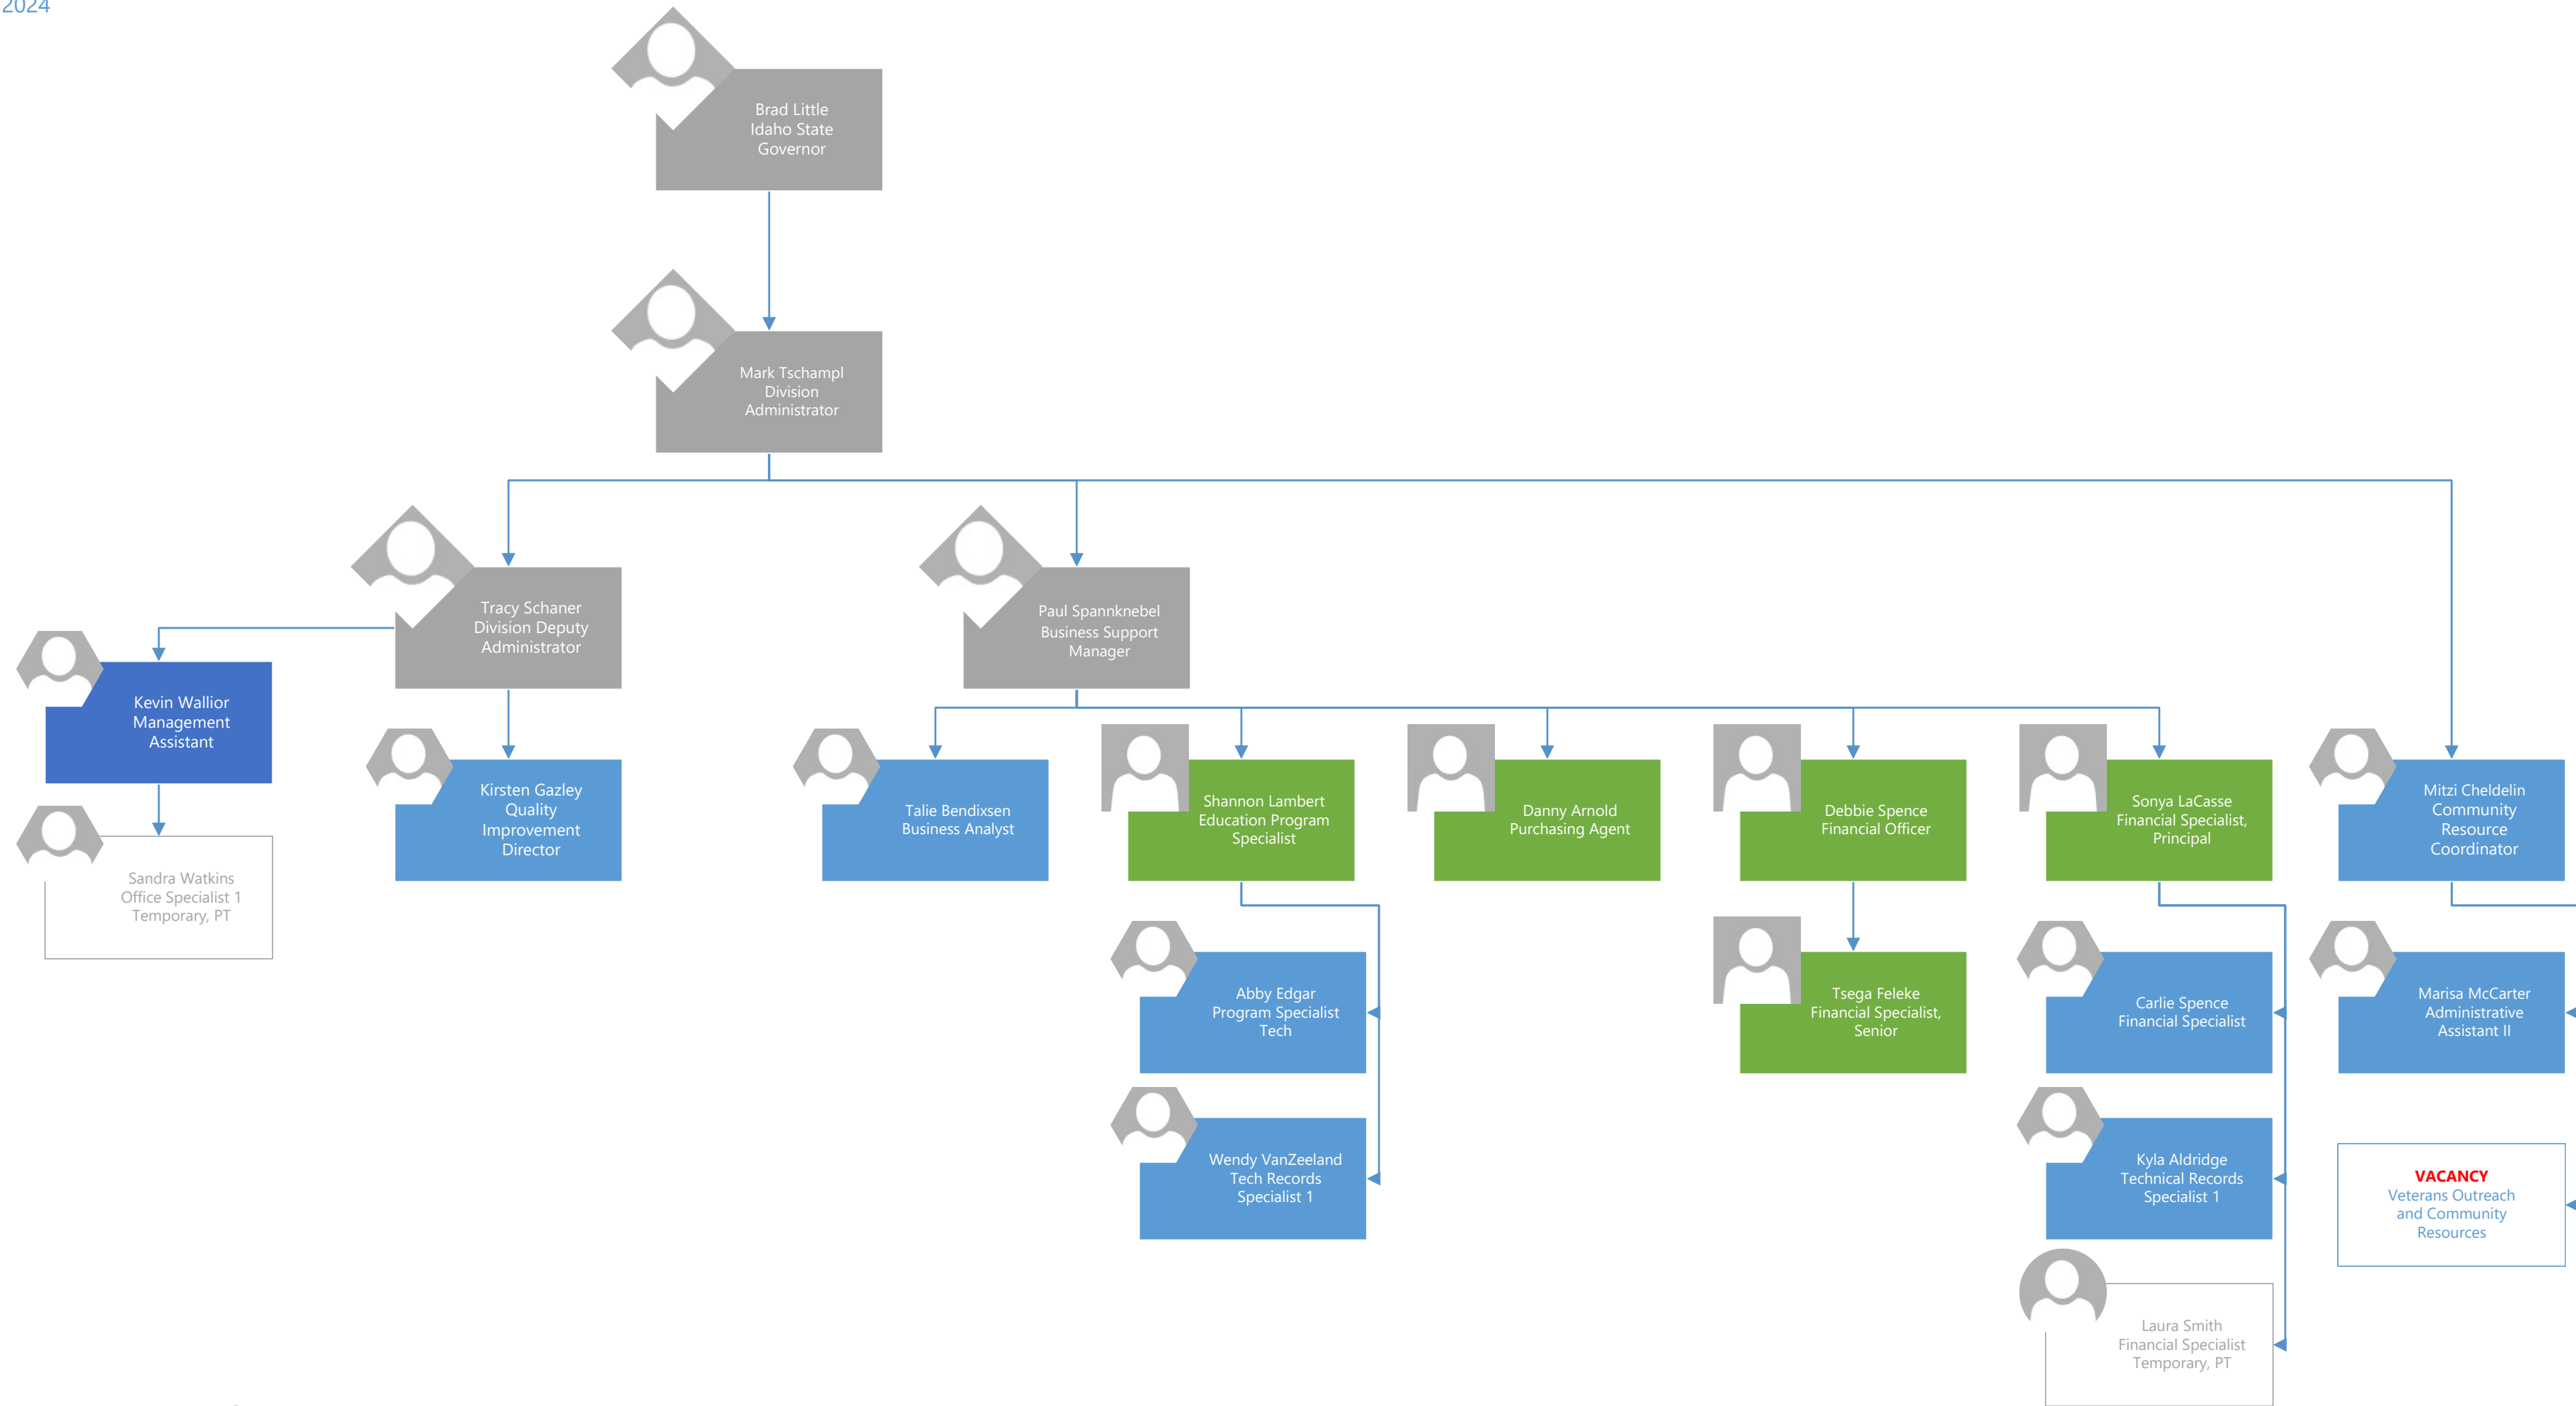 2024
Brad Little
Idaho State
Governor
Mark Tschampl
Division
Administrator
Tracy Schaner
Division Deputy
Administrator
Paul Spannknebel
Business Support
Manager
Kevin Wallior
Management
Assistant
Sandra Watkins
Office Specialist 1
Temporary, PT
Kirsten Gazley
Quality
Improvement
Director
Talie Bendixsen
Business Analyst
Shannon Lambert
Education Program
Specialist
Danny Arnold
Purchasing Agent
Debbie Spence
Financial Officer
Sonya LaCasse
Financial Specialist,
Principal
Mitzi Cheldelin
Community
Resource
Coordinator
Abby Edgar
Program Specialist
Tech
Tsega Feleke
Financial Specialist,
Senior
Carlie Spence
Financial Specialist
Marisa McCarter
Administrative
Assistant II
Wendy VanZeeland
Tech Records
Specialist 1
Kyla Aldridge
Technical Records
Specialist 1
VACANCY
Veterans Outreach
and Community
Resources
Laura Smith
Financial Specialist
Temporary, PT